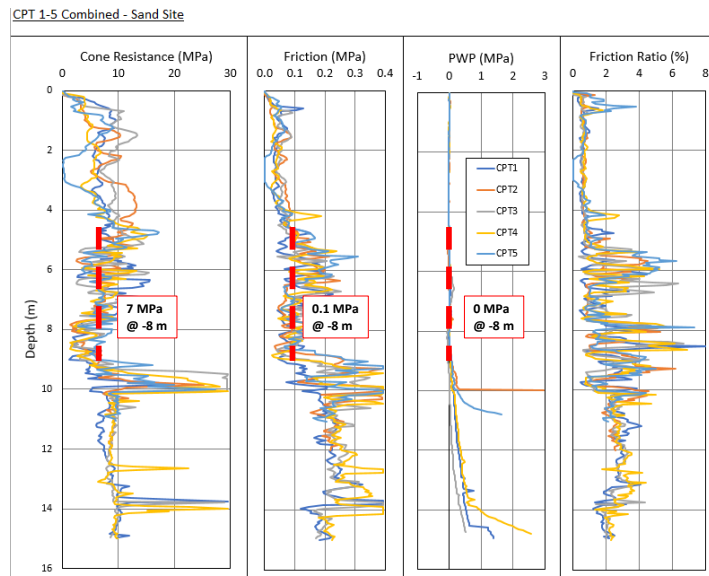 CPT 1-5 Combined - Sand Site
Cone Resistance (MPa)
0 10 20 30
Friction (MPa)
0.0 0.1 0.2 0.3 0.4
PWP (MPa)
-1 0 1 2 3
Friction Ratio (%)
0 2 4 6 8
Depth (m)
0
2
4
6
8
10
12
14
16
7 MPa
@ -8 m
0.1 MPa
@ -8 m
0 MPa
@ -8 m
CPT1
CPT2
CPT3
CPT4
CPT5